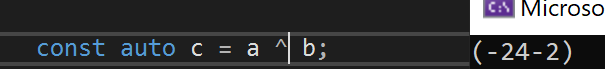 Microso
const auto c = a ^ b;
(-24-2)